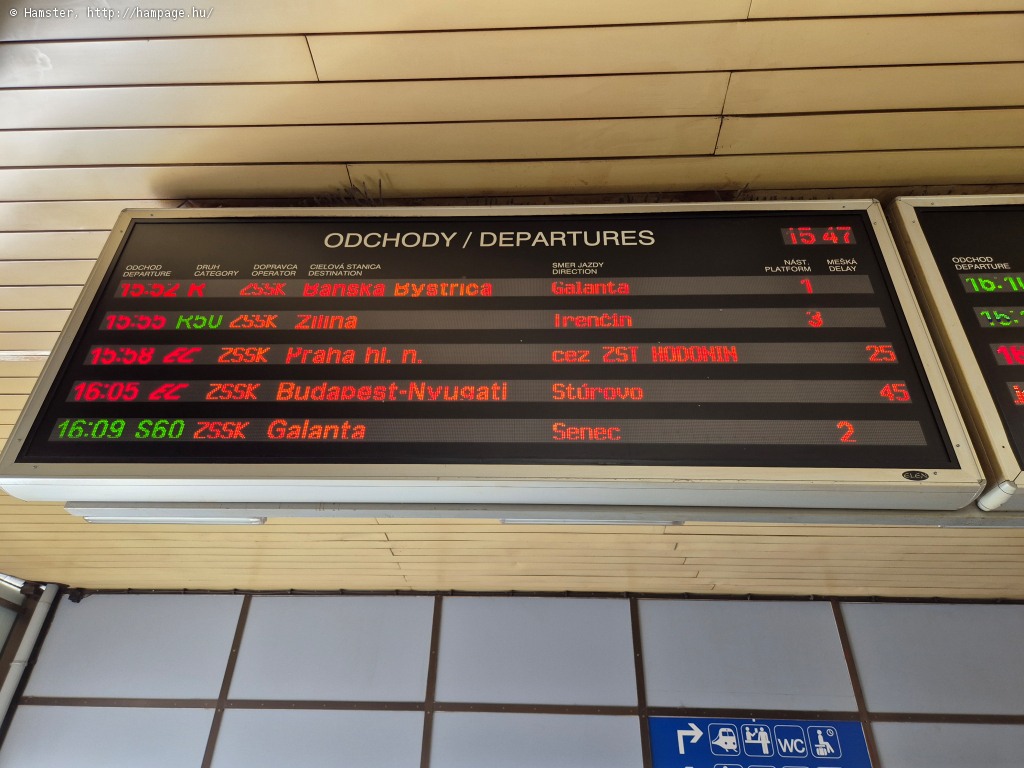 © Hamster. http://hampage.hu/
ODCHODY / DEPARTURES 15 47
ODCHOD DRUH DOPRAVCA CIEĽOVÁ STANICA SMER JAZDY NÁST. MEŠKÁ
DEPARTURE CATEGORY OPERATOR DESTINATION DIRECTION PLATFORM DELAY
15:52 R ZSSK Banská Bystrica Galanta 1
15:55 R50 ZSSK Žilina Trenčín 3
15:58 EC ZSSK Praha hl. n. cez ZST HODONIN 25
16:05 EC ZSSK Budapest-Nyugati Štúrovo 45
16:09 S60 ZSSK Galanta Senec 2
ELEN
ODCHOD
DEPARTURE
16:10
WC